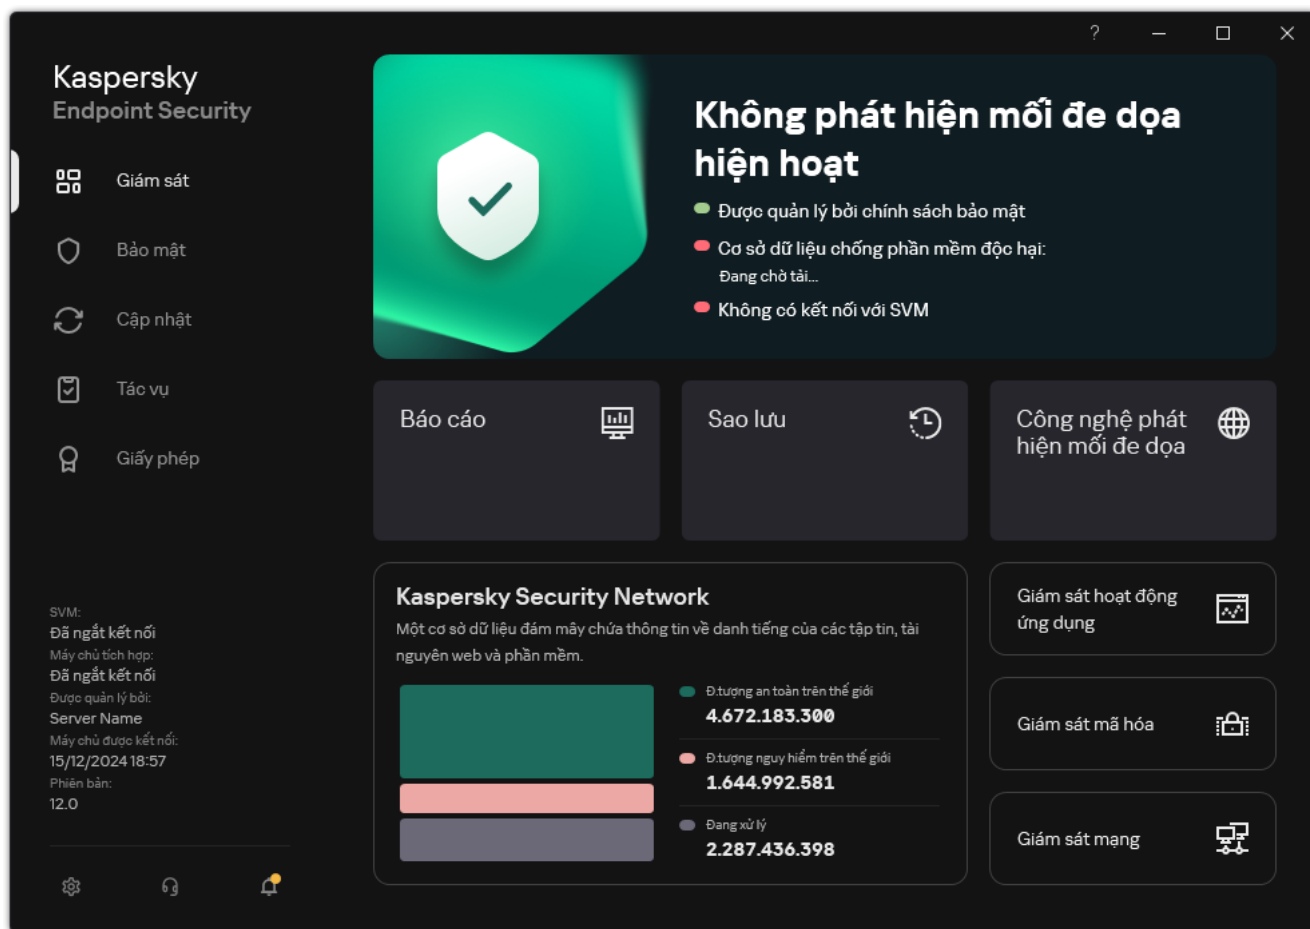 ?
Kaspersky
Endpoint Security
Giám sát
Bảo mật
Cập nhật
Tác vụ
Giấy phép
SVM:
Đã ngắt kết nối
Máy chủ tích hợp:
Đã ngắt kết nối
Được quản lý bởi:
Server Name
Máy chủ được kết nối:
15/12/2024 18:57
Phiên bản:
12.0
Không phát hiện mối đe dọa
hiện hoạt
Được quản lý bởi chính sách bảo mật
Cơ sở dữ liệu chống phần mềm độc hại:
Đang chờ tải...
Không có kết nối với SVM
Báo cáo
Sao lưu
Công nghệ phát
hiện mối đe dọa
Kaspersky Security Network
Một cơ sở dữ liệu đám mây chứa thông tin về danh tiếng của các tập tin, tài
nguyên web và phần mềm.
Đ.tượng an toàn trên thế giới
4.672.183.300
Đ.tượng nguy hiểm trên thế giới
1.644.992.581
Đang xử lý
2.287.436.398
Giám sát hoạt động
ứng dụng
Giám sát mã hóa
Giám sát mạng